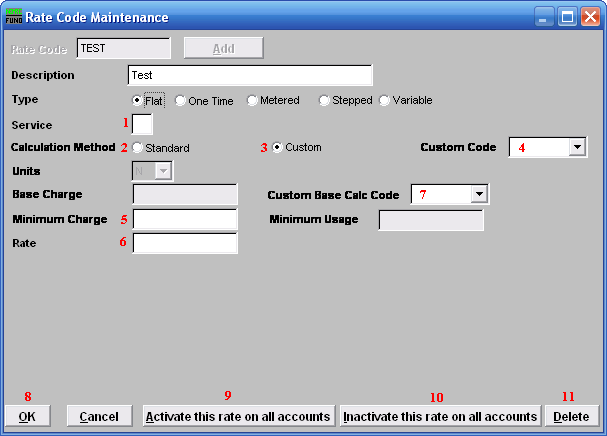 FUND Rate Code Maintenance
Rate Code TEST Add
Description Test
Type Flat One Time Metered Stepped Variable
Service 1
Calculation Method 2 Standard 3 Custom Custom Code 4
Units N
Base Charge Custom Base Calc Code 7
Minimum Charge 5 Minimum Usage
Rate 6
8 9 10 11
OK Cancel Activate this rate on all accounts Inactivate this rate on all accounts Delete